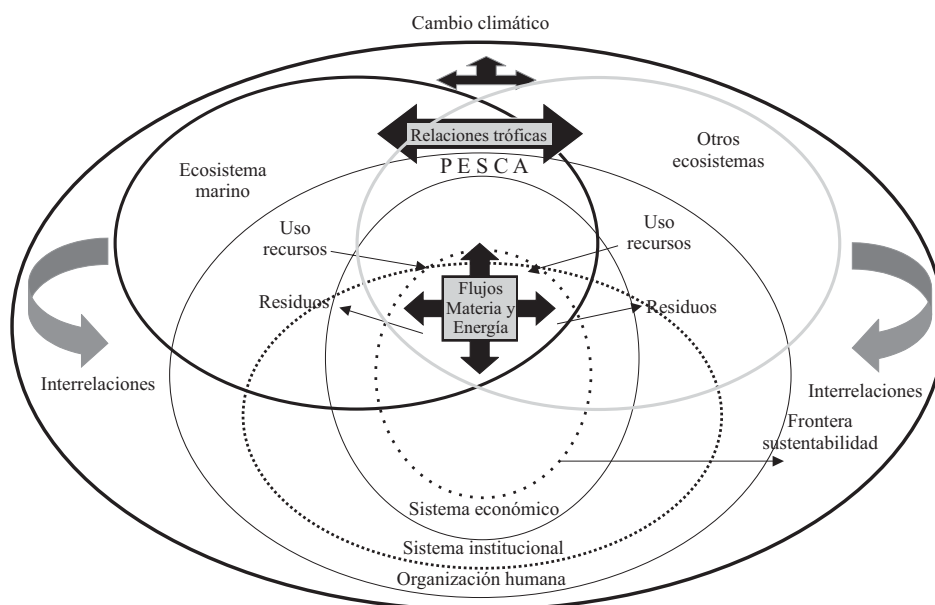 Cambio climático
Relaciones tróficas
Otros
ecosistemas
Ecosistema
marino
P E S C A
Uso
recursos
Uso
recursos
Flujos
Materia y
Energía
Residuos
Residuos
Interrelaciones
Interrelaciones
Frontera
sustentabilidad
Sistema económico
Sistema institucional
Organización humana